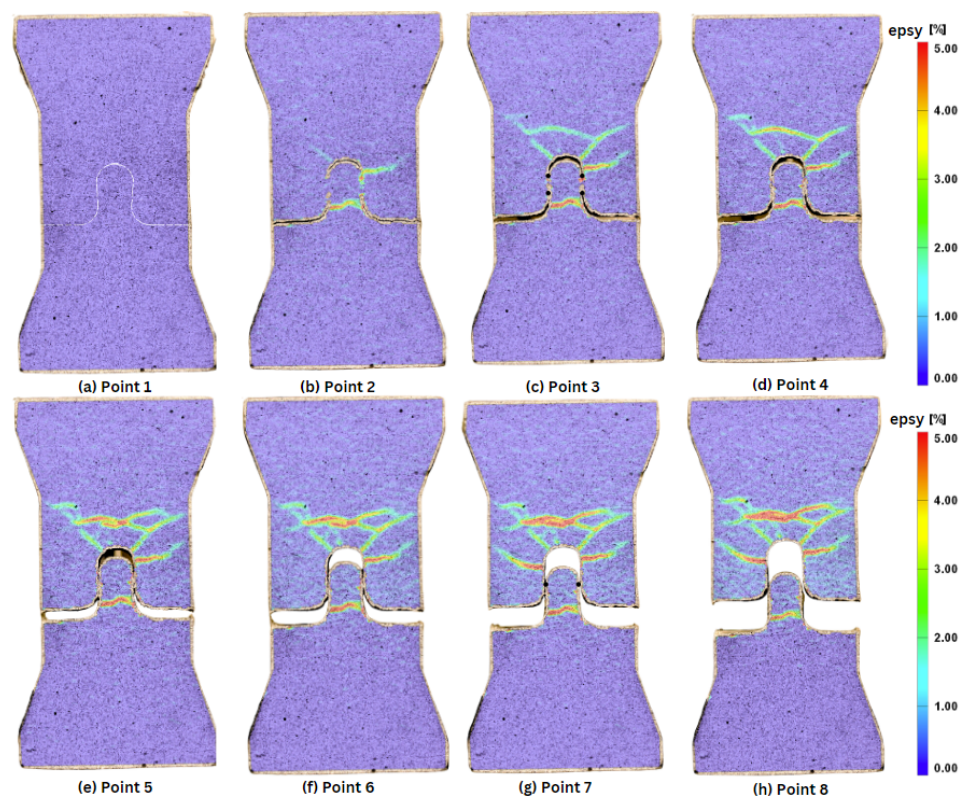 epsy [%]
5.00
4.00
3.00
2.00
1.00
0.00
(a) Point 1
(b) Point 2
(c) Point 3
(d) Point 4
epsy [%]
5.00
4.00
3.00
2.00
1.00
0.00
(e) Point 5
(f) Point 6
(g) Point 7
(h) Point 8